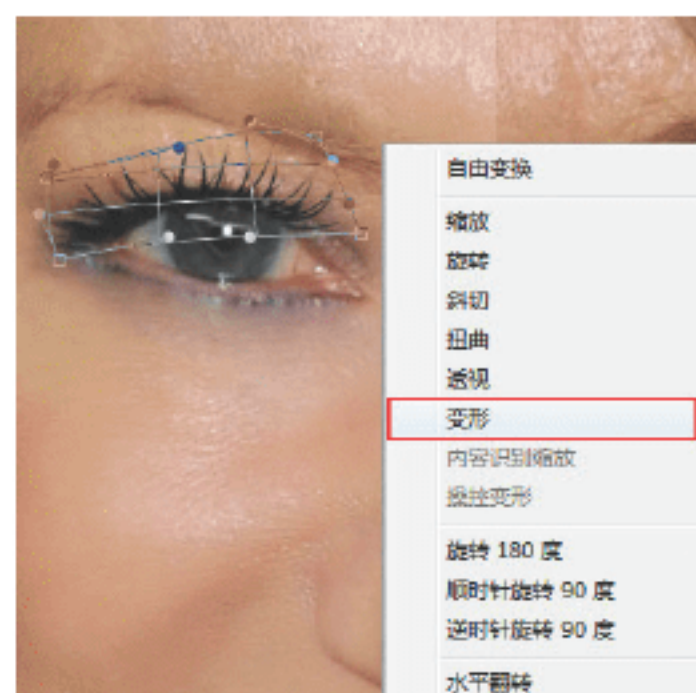 自由变换
缩放
旋转
斜切
扭曲
透视
变形
内容识别缩放
操控变形
旋转 180 度
顺时针旋转 90 度
逆时针旋转 90 度
水平翻转